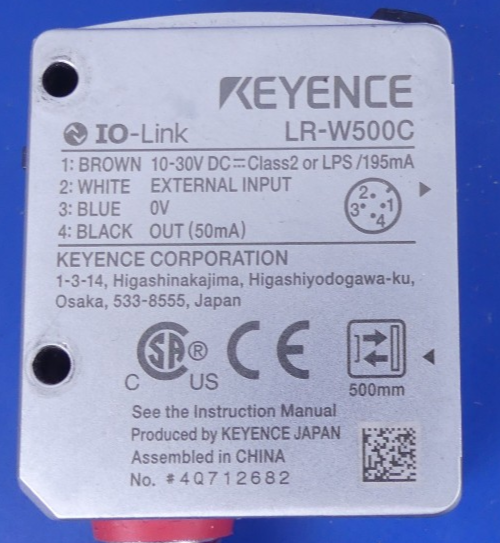 KEYENCE
IO-Link LR-W500C
1: BROWN 10-30V DC⎓Class2 or LPS /195mA
2: WHITE EXTERNAL INPUT
3: BLUE 0V
4: BLACK OUT (50mA)
2 1
3 4
KEYENCE CORPORATION
1-3-14, Higashinakajima, Higashiyodogawa-ku,
Osaka, 533-8555, Japan
C SA ® US CE
500mm
See the Instruction Manual
Produced by KEYENCE JAPAN
Assembled in CHINA
No. #4Q712682